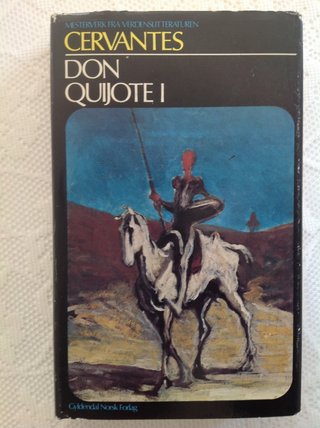 MESTERVERK FRA VERDENSLITTERATUREN
CERVANTES
DON
QUIJOTE I
Gyldendal Norsk Forlag